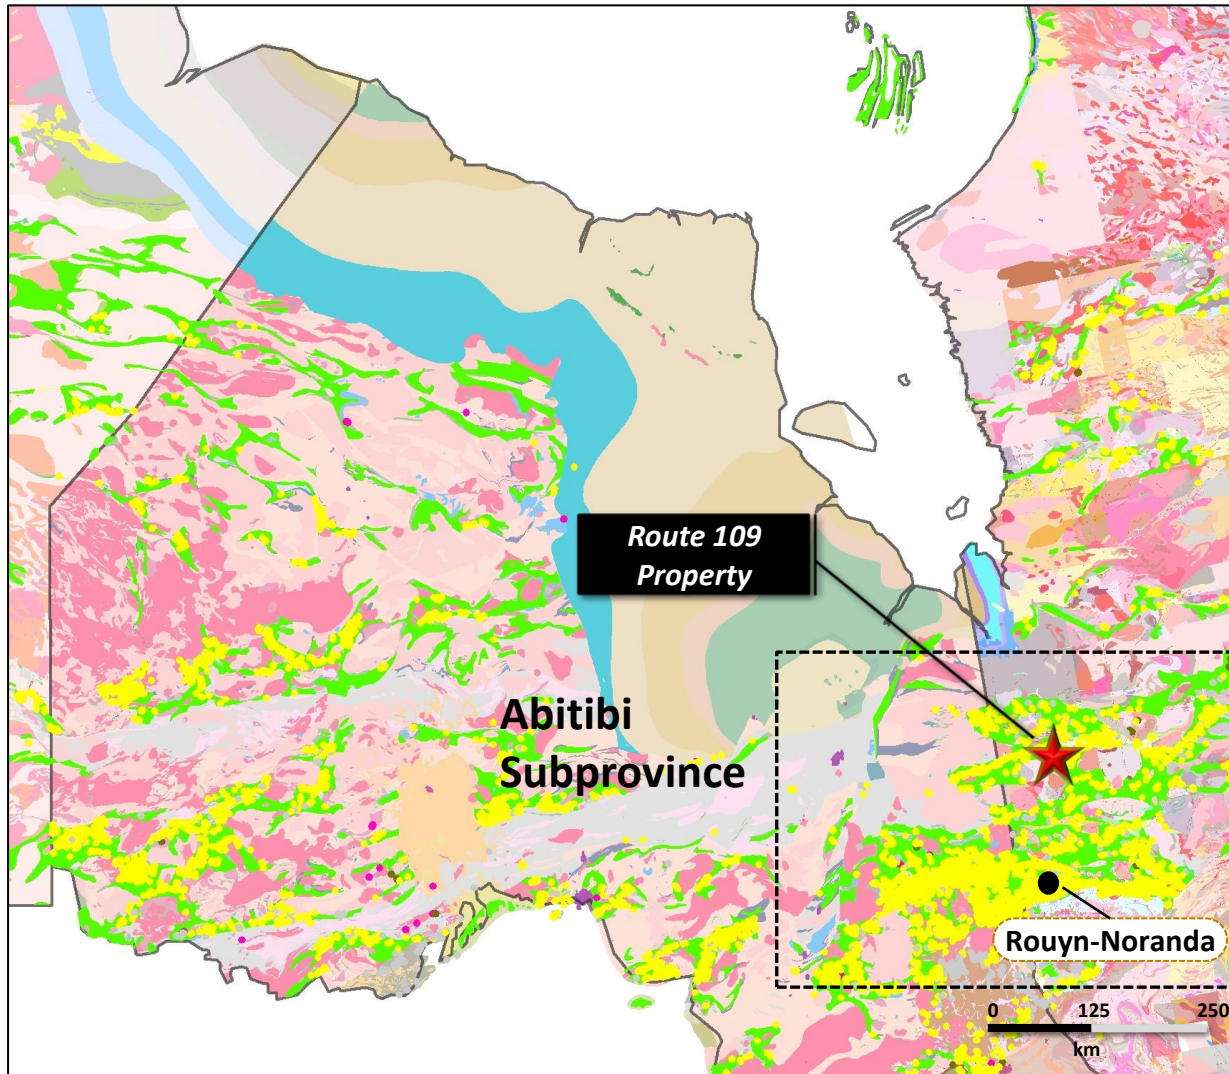 Route 109
Property
Abitibi
Subprovince
Rouyn-Noranda
0 125 250
km